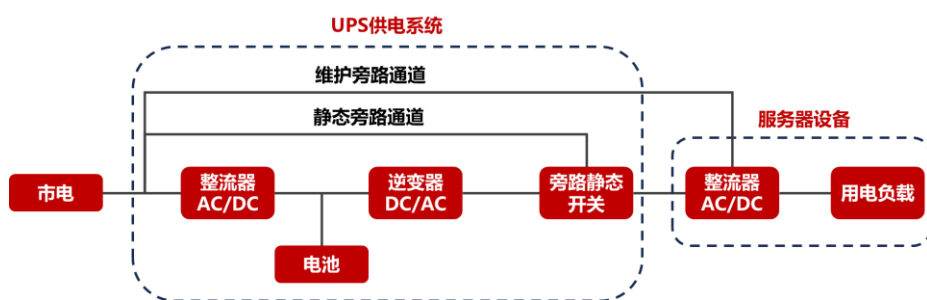 UPS供电系统
维护旁路通道
静态旁路通道
服务器设备
市电
整流器
AC/DC
逆变器
DC/AC
旁路静态
开关
整流器
AC/DC
用电负载
电池